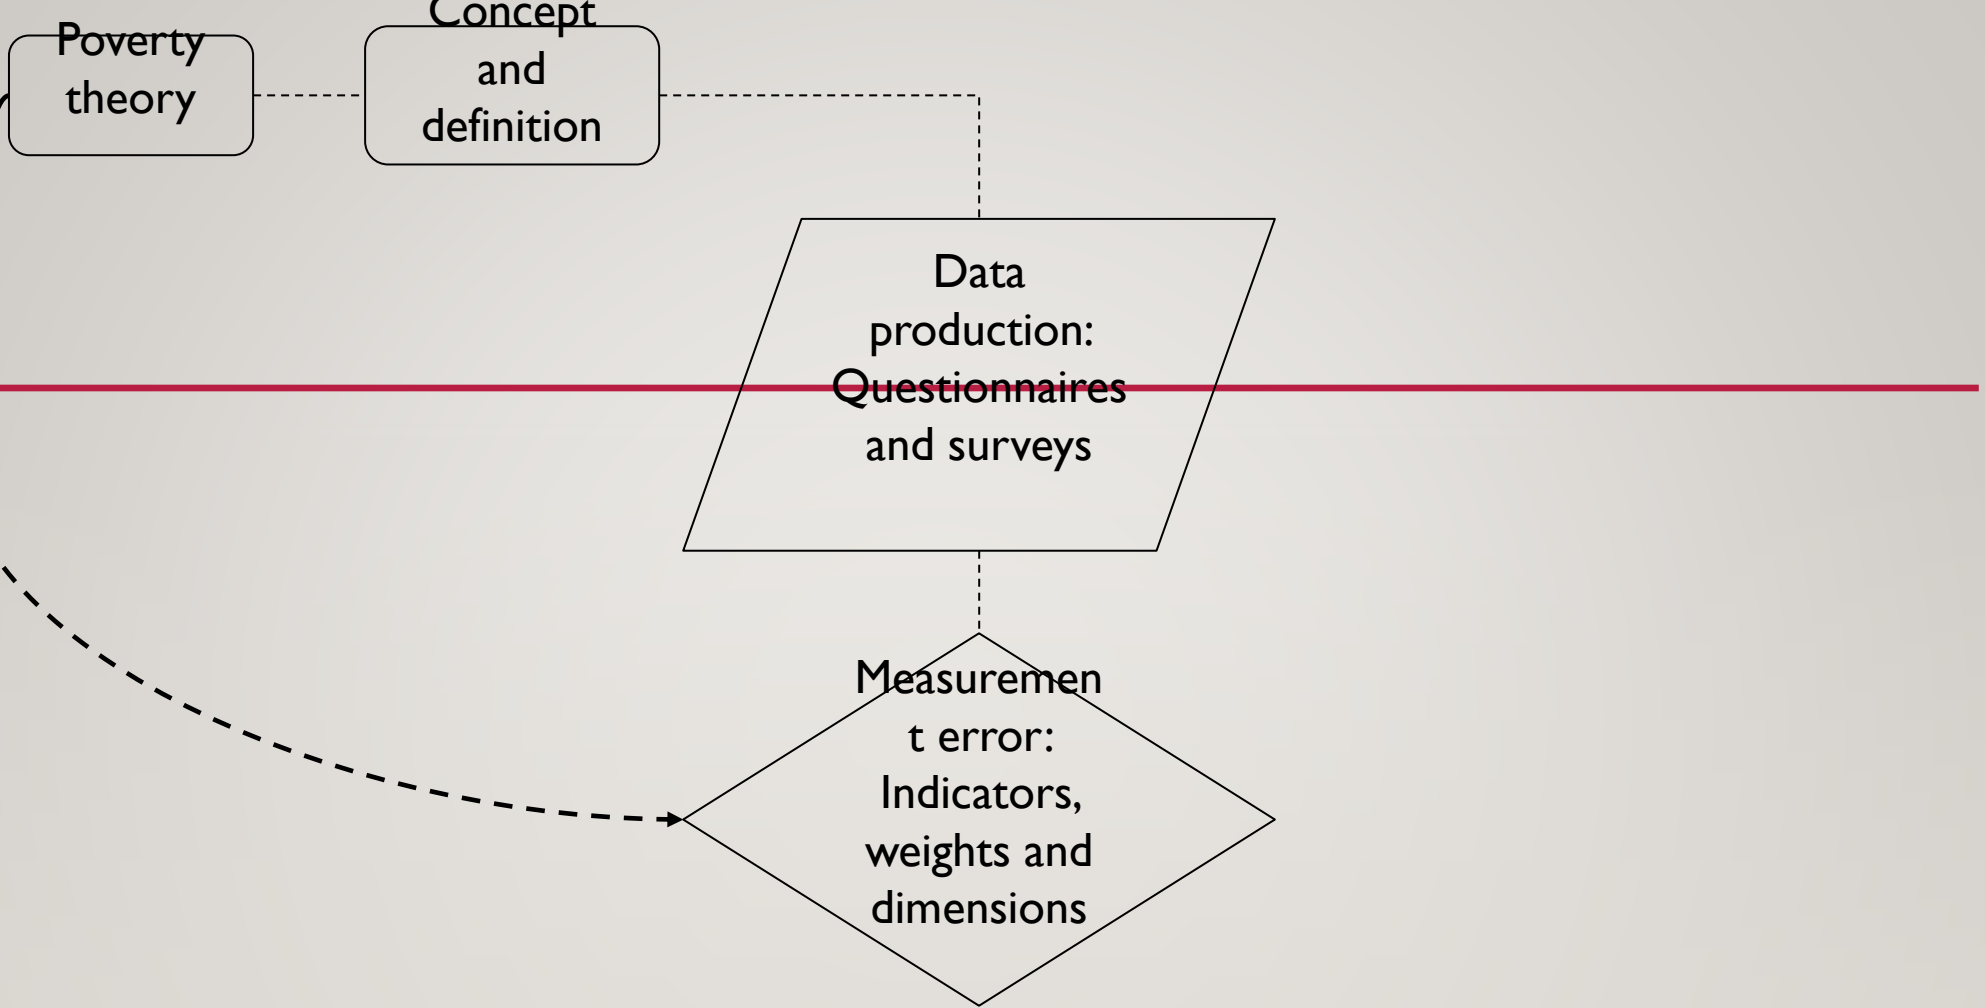 Poverty
theory
Concept
and
definition
Data
production:
Questionnaires
and surveys
Measuremen
t error:
Indicators,
weights and
dimensions